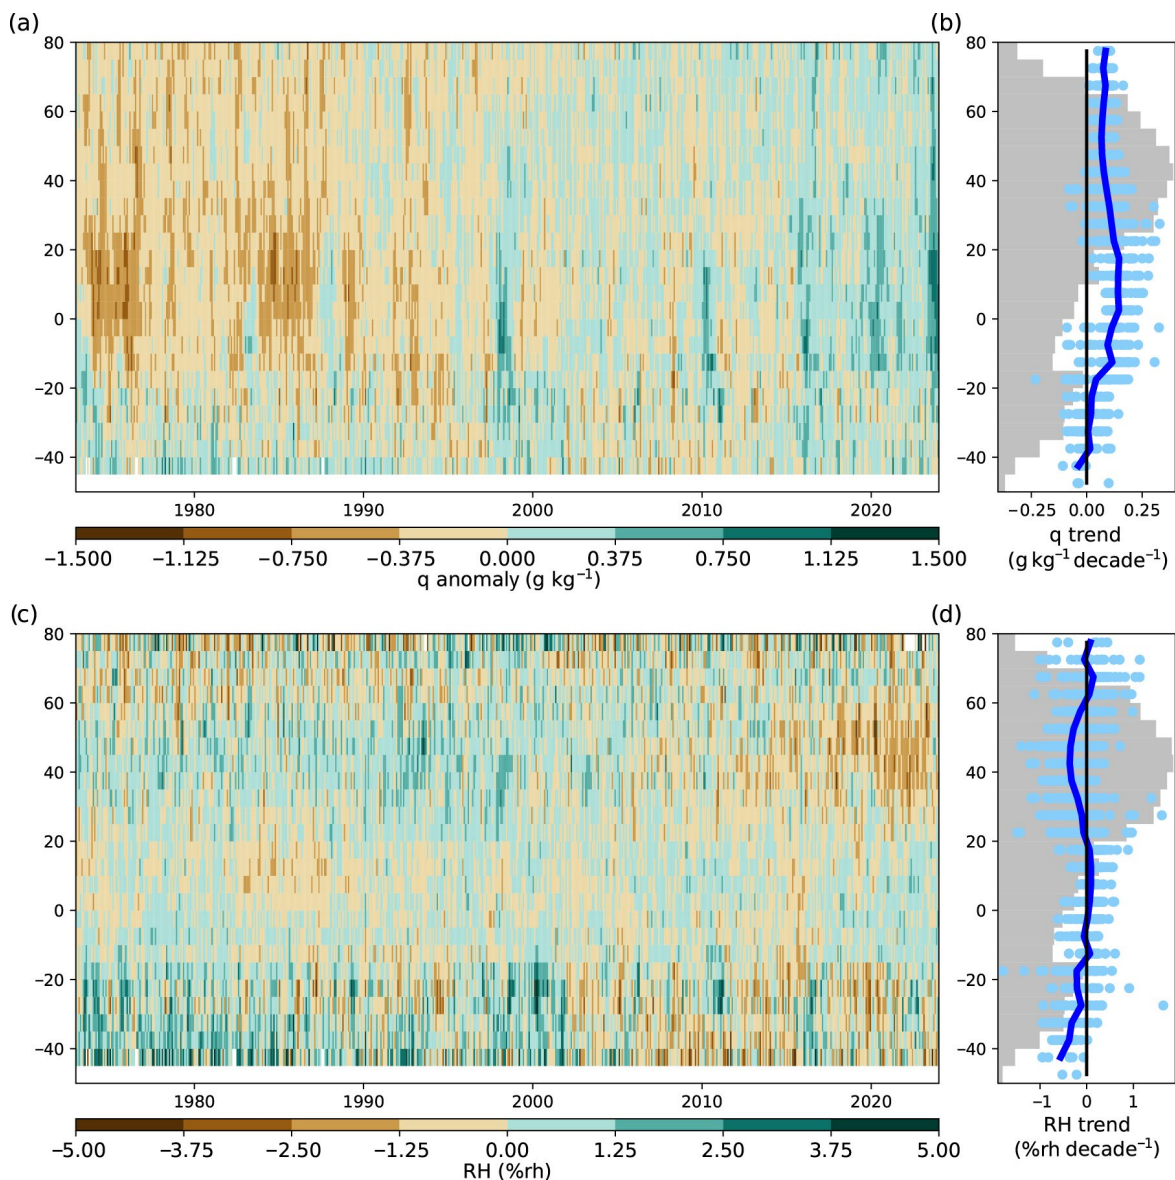 (a)
80
60
40
20
0
−20
−40
1980 1990 2000 2010 2020
−1.500 −1.125 −0.750 −0.375 0.000 0.375 0.750 1.125 1.500
q anomaly (g kg⁻¹)
(b)
80
60
40
20
0
−20
−40
−0.25 0.00 0.25
q trend
(g kg⁻¹ decade⁻¹)
(c)
80
60
40
20
0
−20
−40
1980 1990 2000 2010 2020
−5.00 −3.75 −2.50 −1.25 0.00 1.25 2.50 3.75 5.00
RH (%rh)
(d)
80
60
40
20
0
−20
−40
−1 0 1
RH trend
(%rh decade⁻¹)